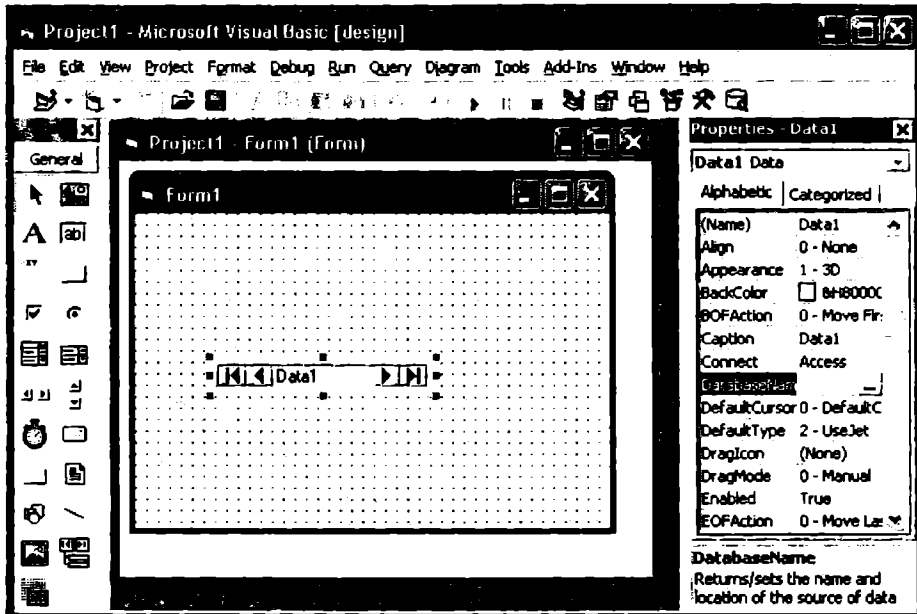 Project1 - Microsoft Visual Basic [design]
File Edit View Project Format Debug Run Query Diagram Tools Add-Ins Window Help
General
A ab
Project1 - Form1 (Form)
Form1
Data1
Properties - Data1
Data1 Data
Alphabetic Categorized
(Name) Data1
Align 0 - None
Appearance 1 - 3D
BackColor &H8000C
BOFAction 0 - Move Fir
Caption Data1
Connect Access
DatabaseNam ...
DefaultCursor 0 - DefaultC
DefaultType 2 - UseJet
DragIcon (None)
DragMode 0 - Manual
Enabled True
EOFAction 0 - Move La
DatabaseName
Returns/sets the name and
location of the source of data